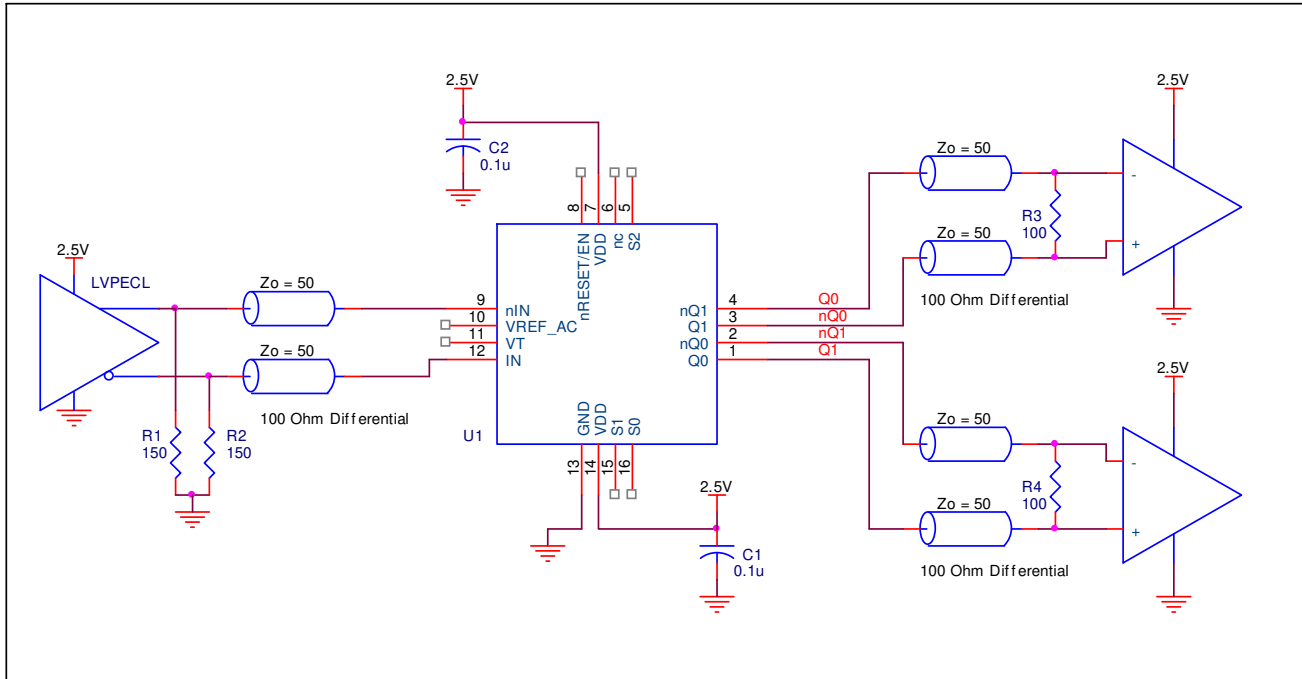 2.5V
C2
0.1u
2.5V
LVPECL
Zo = 50
Zo = 50
100 Ohm Differential
R1
150
R2
150
8
7
6
5
nRESET/EN
VDD
nc
S2
9
10
11
12
nIN
VREF_AC
VT
IN
U1
GND
VDD
S1
S0
13
14
15
16
nQ1
Q1
nQ0
Q0
4
3
2
1
Q0
nQ0
nQ1
Q1
2.5V
C1
0.1u
2.5V
Zo = 50
Zo = 50
R3
100
-
+
100 Ohm Differential
2.5V
Zo = 50
Zo = 50
R4
100
-
+
100 Ohm Differential